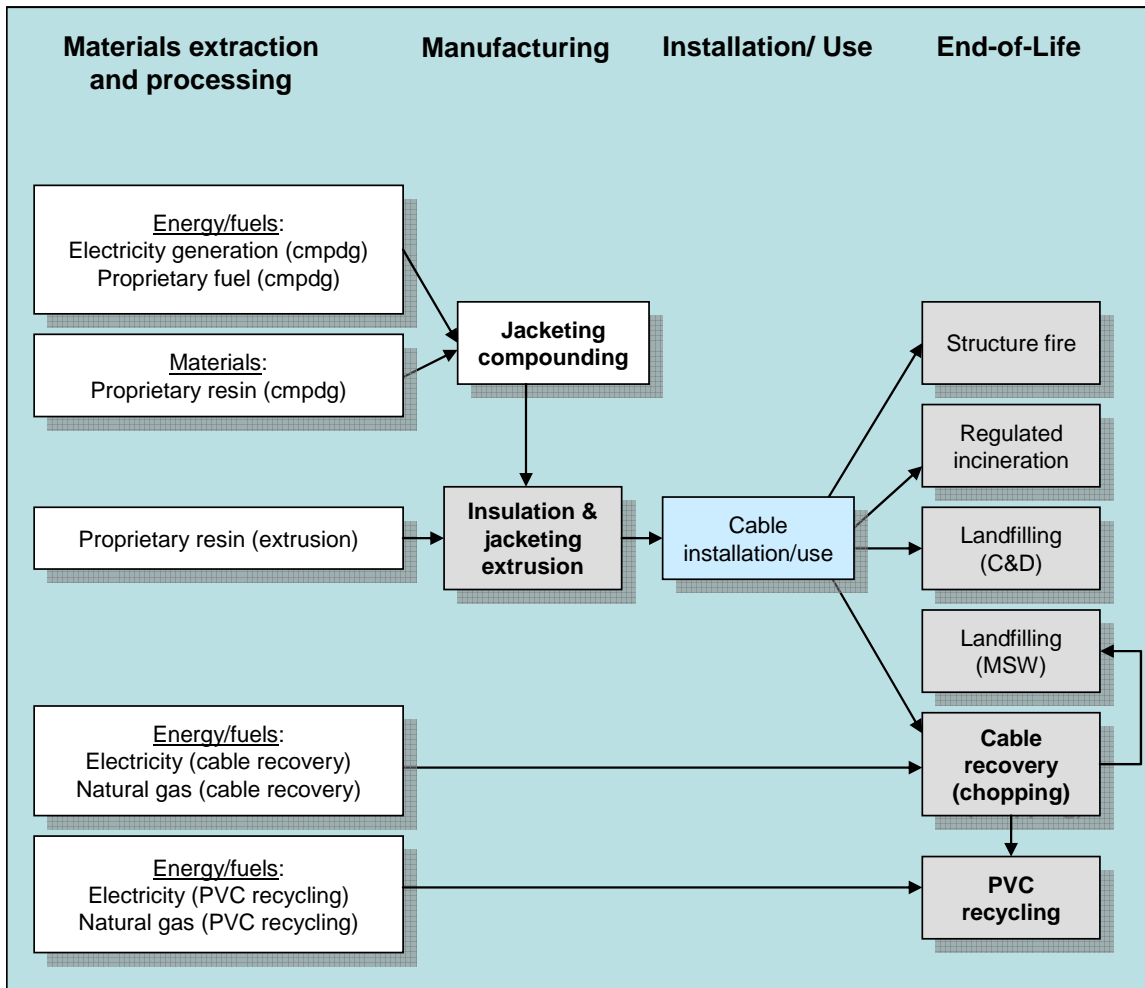 Materials extraction
and processing
Manufacturing
Installation/ Use
End-of-Life
Energy/fuels:
Electricity generation (cmpdg)
Proprietary fuel (cmpdg)
Materials:
Proprietary resin (cmpdg)
Jacketing
compounding
Proprietary resin (extrusion)
Insulation &
jacketing
extrusion
Cable
installation/use
Structure fire
Regulated
incineration
Landfilling
(C&D)
Landfilling
(MSW)
Energy/fuels:
Electricity (cable recovery)
Natural gas (cable recovery)
Cable
recovery
(chopping)
Energy/fuels:
Electricity (PVC recycling)
Natural gas (PVC recycling)
PVC
recycling